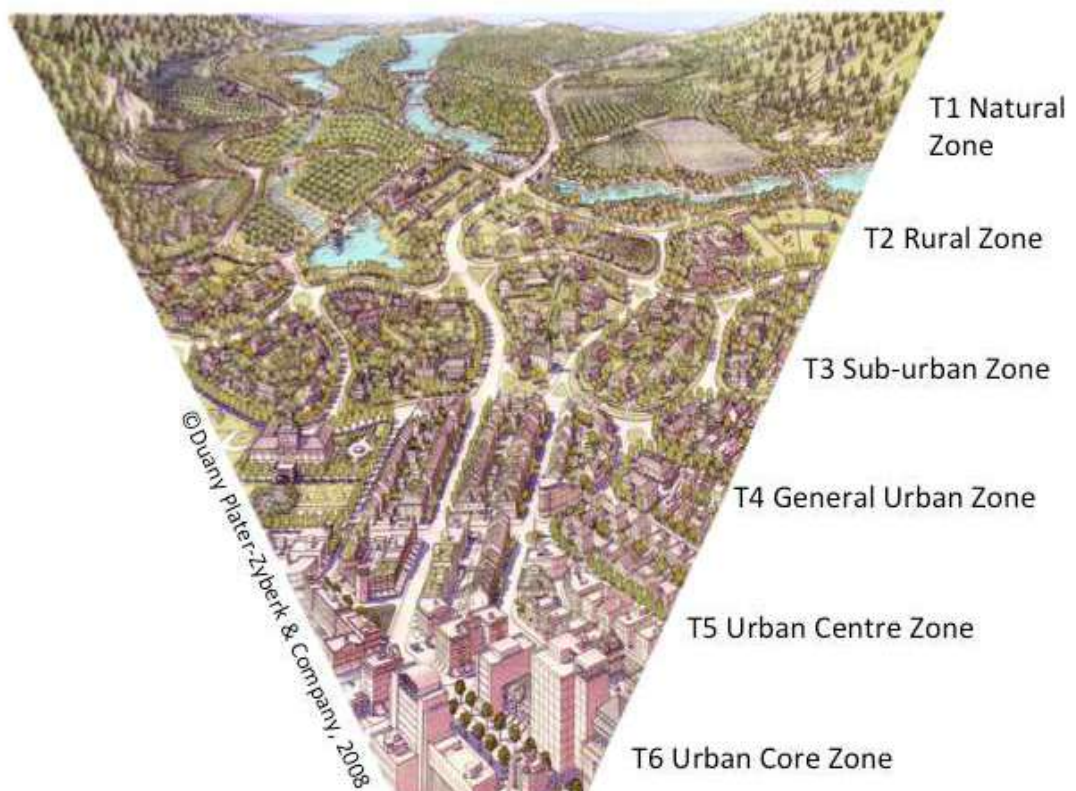 T1 Natural
Zone
T2 Rural Zone
T3 Sub-urban Zone
T4 General Urban Zone
T5 Urban Centre Zone
T6 Urban Core Zone
©Duany Plater-Zyberk & Company, 2008